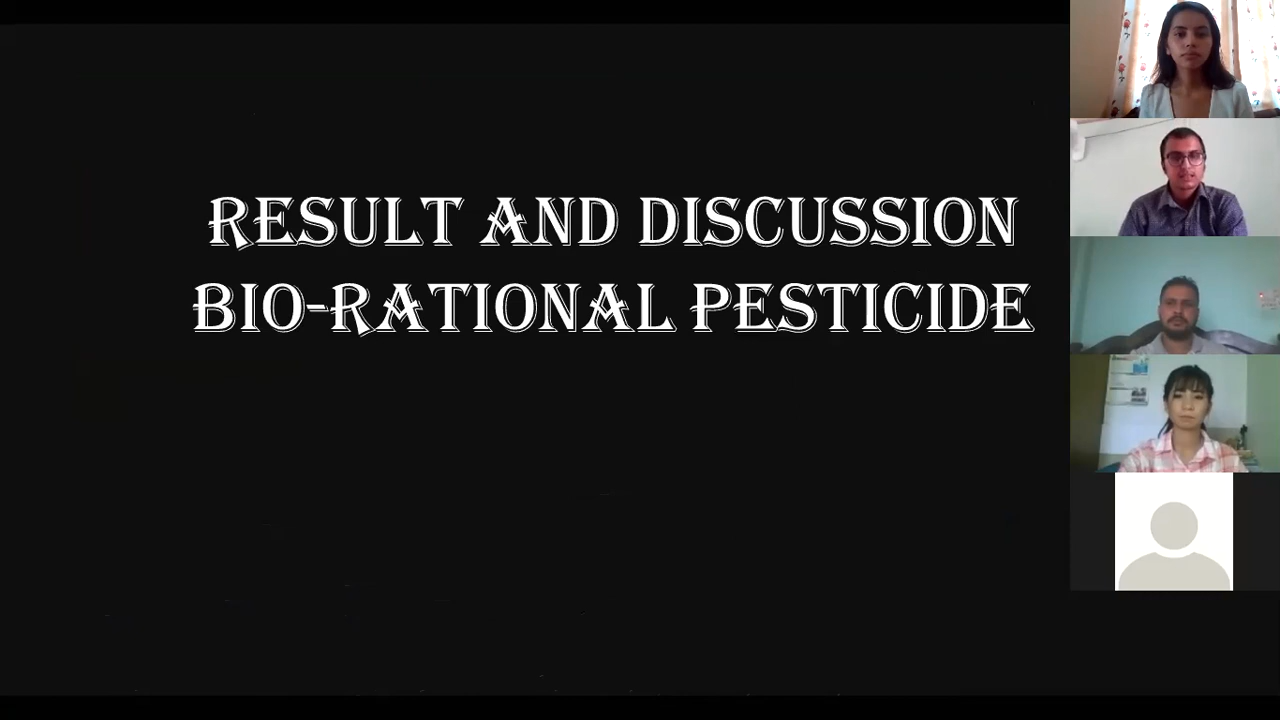 RESULT AND DISCUSSION
BIO-RATIONAL PESTICIDE